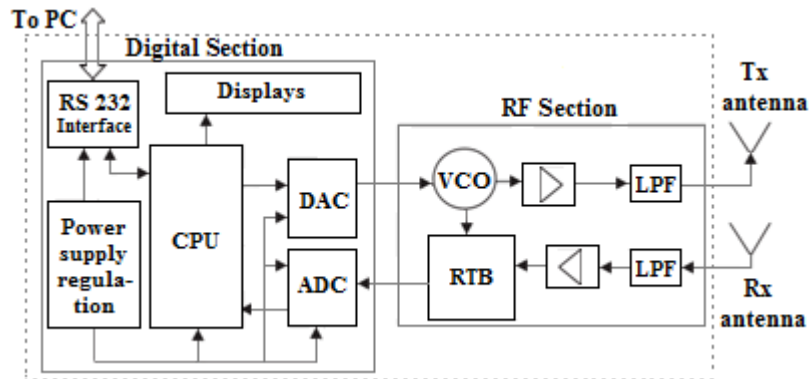 To PC
Digital Section
RS 232
Interface
Displays
RF Section
Tx
antenna
DAC
VCO
LPF
Power
supply
regula-
tion
CPU
ADC
RTB
LPF
Rx
antenna